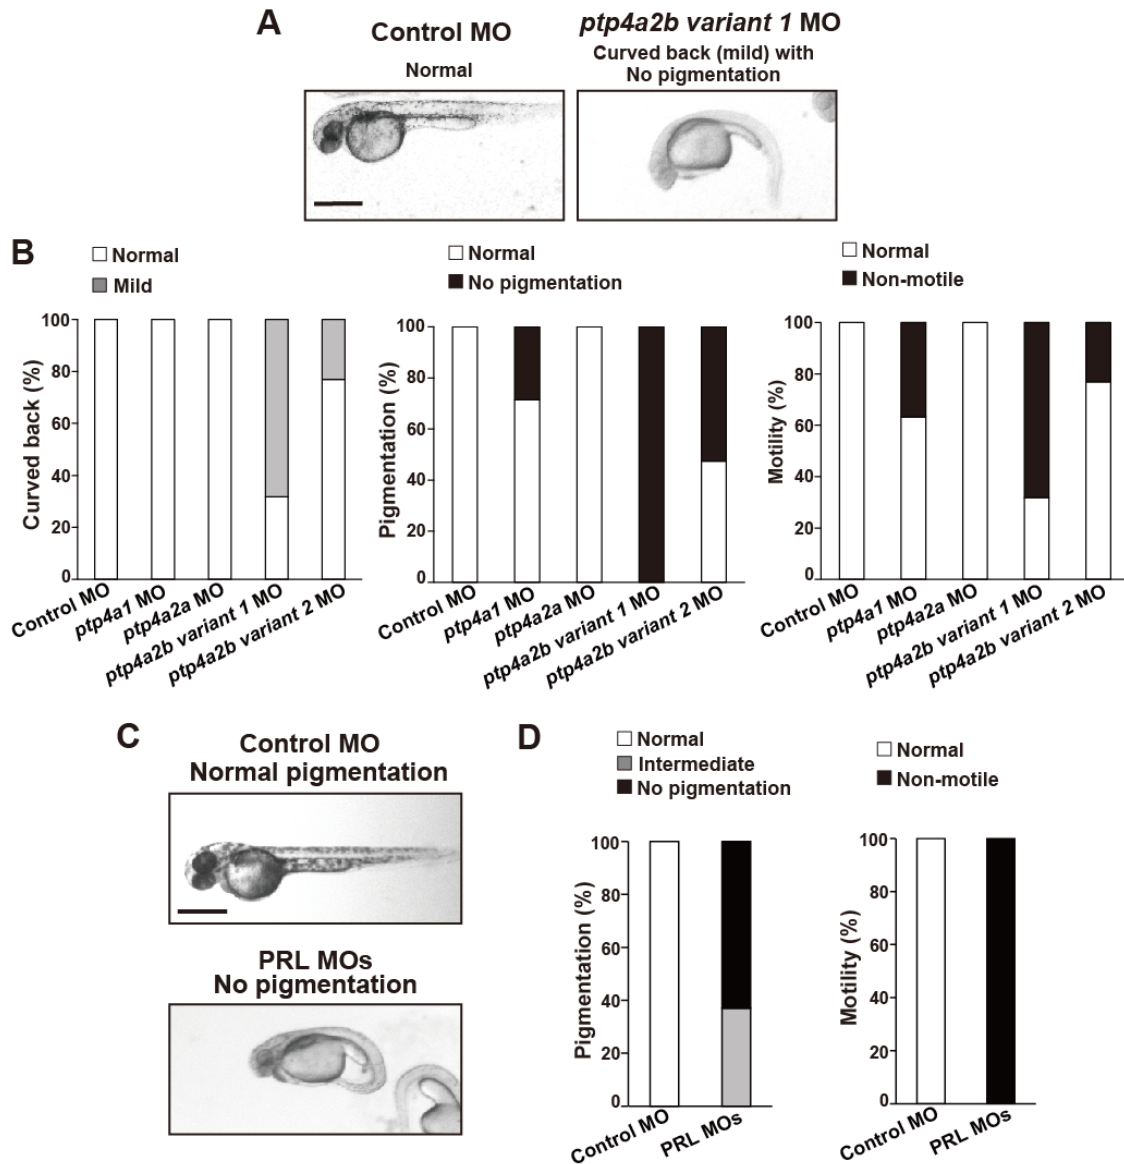 A
Control MO
Normal
ptp4a2b variant 1 MO
Curved back (mild) with
No pigmentation
B
Normal
Mild
Curved back (%)
100
80
60
40
20
0
Control MO
ptp4a1 MO
ptp4a2a MO
ptp4a2b variant 1 MO
ptp4a2b variant 2 MO
Normal
No pigmentation
Pigmentation (%)
100
80
60
40
20
0
Control MO
ptp4a1 MO
ptp4a2a MO
ptp4a2b variant 1 MO
ptp4a2b variant 2 MO
Normal
Non-motile
Motility (%)
100
80
60
40
20
0
Control MO
ptp4a1 MO
ptp4a2a MO
ptp4a2b variant 1 MO
ptp4a2b variant 2 MO
C
Control MO
Normal pigmentation
PRL MOs
No pigmentation
D
Normal
Intermediate
No pigmentation
Pigmentation (%)
100
80
60
40
20
0
Control MO
PRL MOs
Normal
Non-motile
Motility (%)
100
80
60
40
20
0
Control MO
PRL MOs